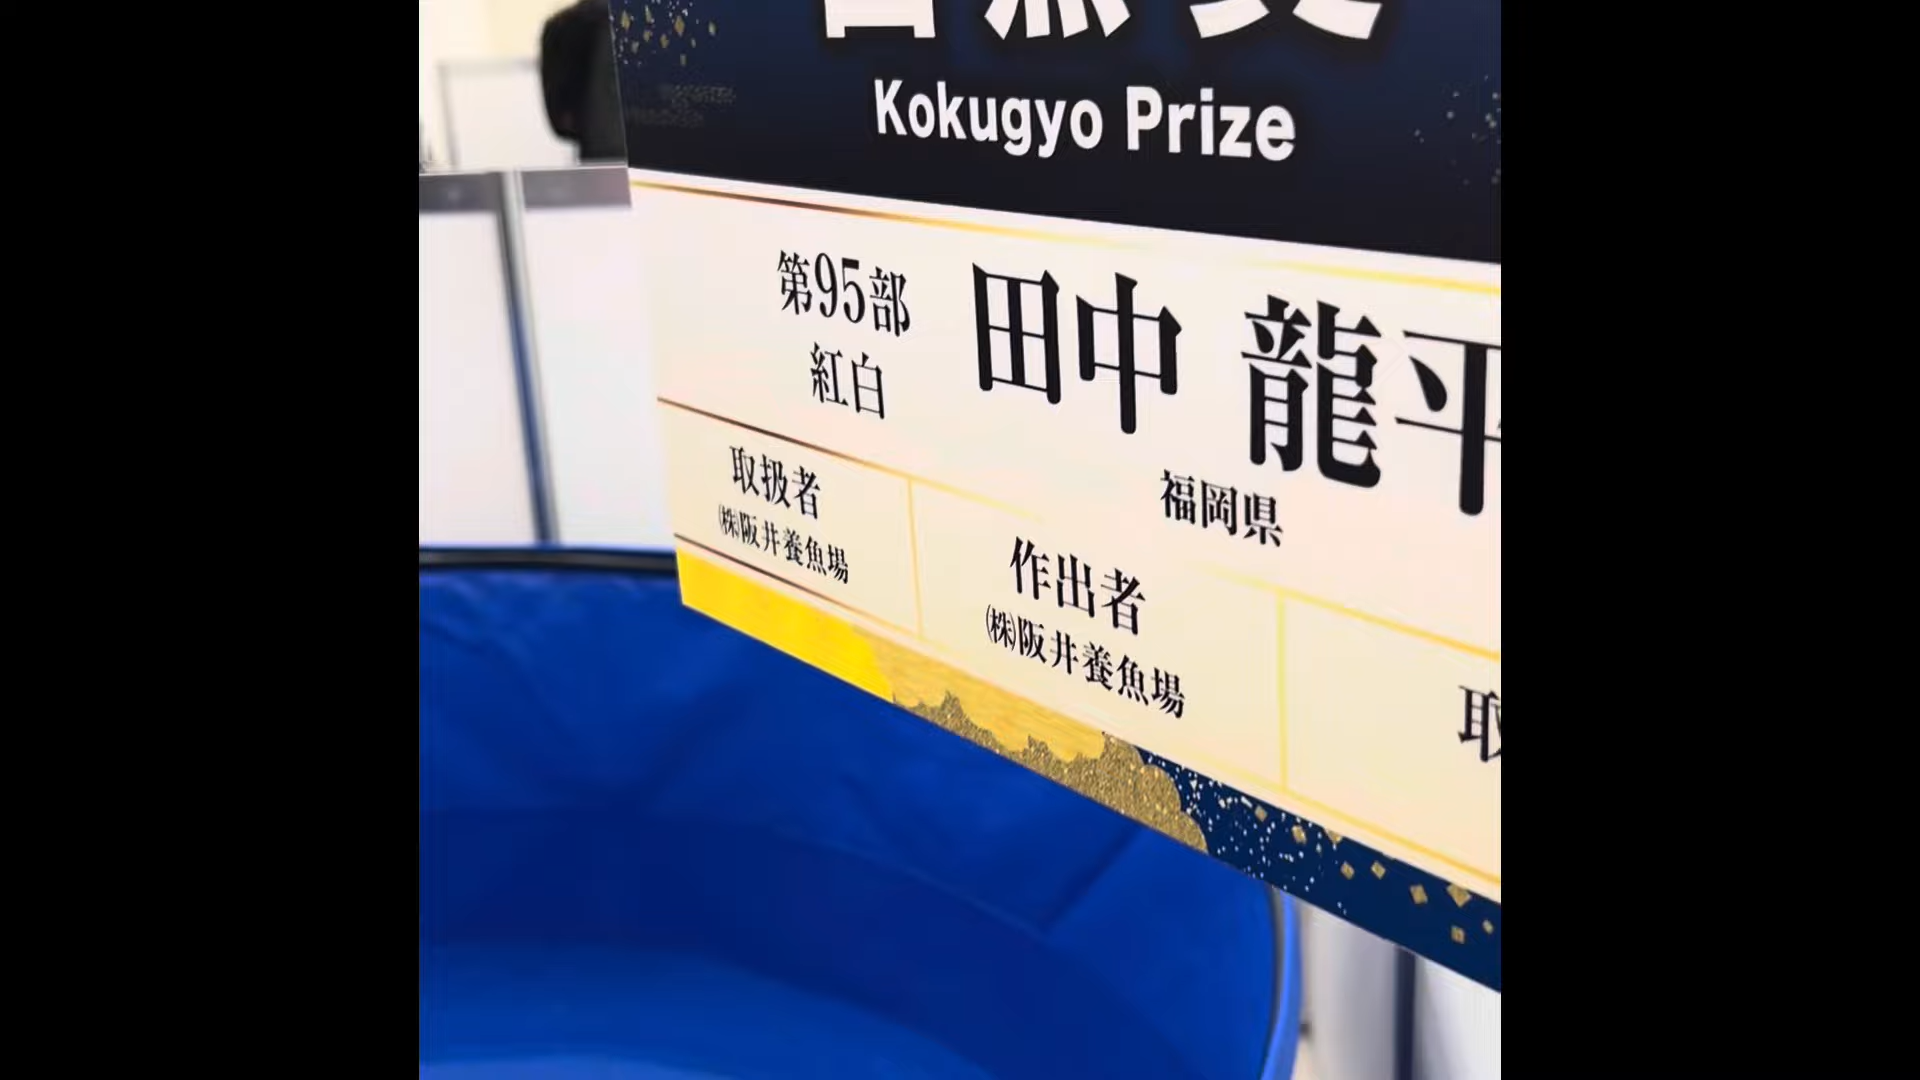 Kokugyo Prize
第95部
紅白
田中 龍平
福岡県
取扱者
㈱阪井養魚場
作出者
㈱阪井養魚場
取